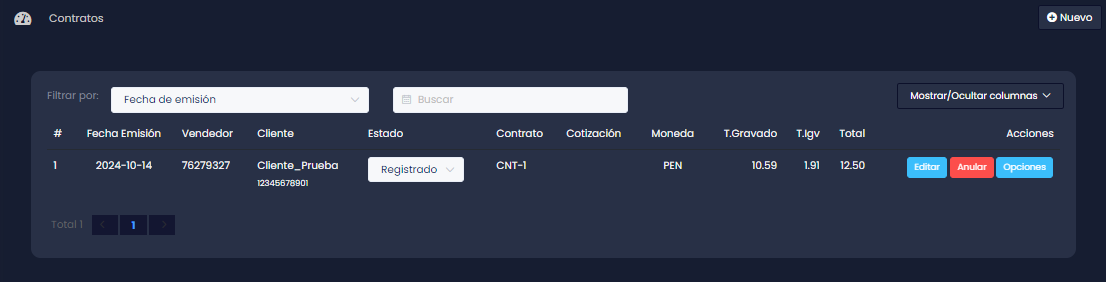 Contratos
Nuevo
Filtrar por: Fecha de emisión Buscar Mostrar/Ocultar columnas
# Fecha Emisión Vendedor Cliente Estado Contrato Cotización Moneda T.Gravado T.Igv Total Acciones
1 2024-10-14 76279327 Cliente_Prueba Registrado CNT-1 PEN 10.59 1.91 12.50 Editar Anular Opciones
12345678901
Total 1 1